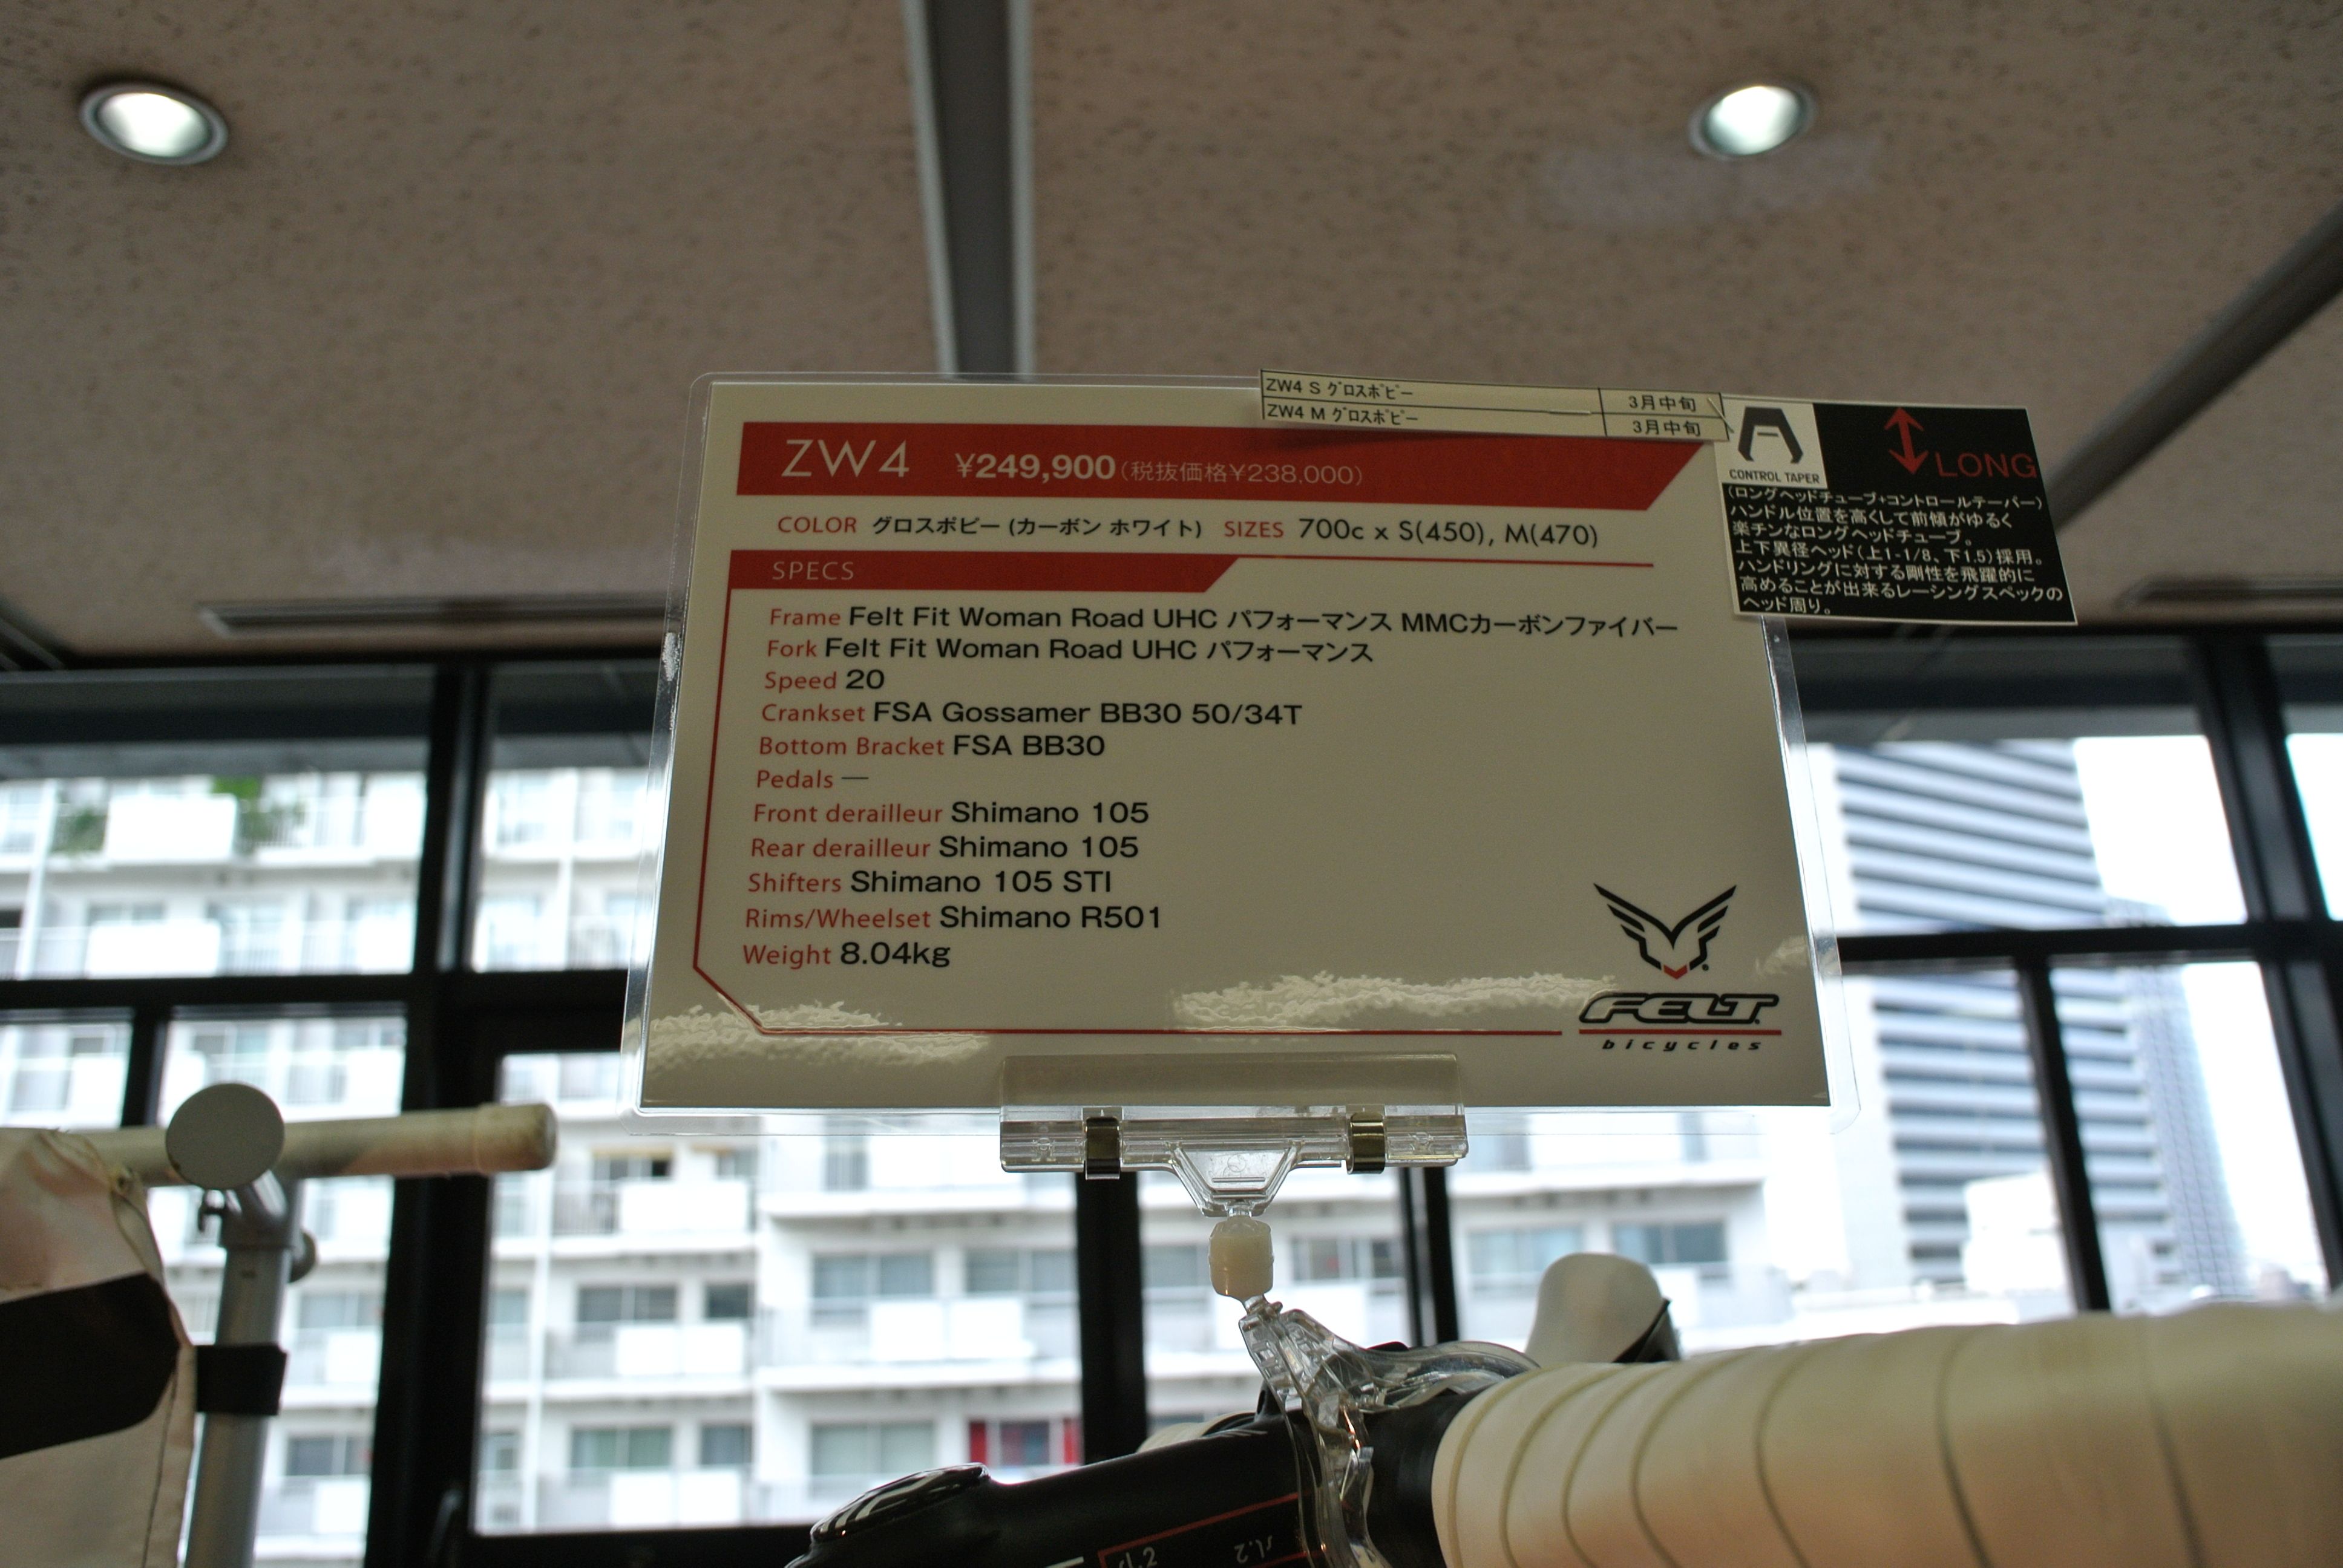 ZW4 S グロスボビー 3月中旬
ZW4 M グロスボビー 3月中旬
ZW4 ¥249,900(税抜価格¥238,000)
COLOR グロスボビー (カーボン ホワイト) SIZES 700c x S(450), M(470)
SPECS
Frame Felt Fit Woman Road UHC パフォーマンス MMCカーボンファイバー
Fork Felt Fit Woman Road UHC パフォーマンス
Speed 20
Crankset FSA Gossamer BB30 50/34T
Bottom Bracket FSA BB30
Pedals —
Front derailleur Shimano 105
Rear derailleur Shimano 105
Shifters Shimano 105 STI
Rims/Wheelset Shimano R501
Weight 8.04kg
FELT
bicycles
CONTROL TAPER
LONG
(ロングヘッドチューブ+コントロールテーパー)
ハンドル位置を高くして前傾がゆるく
楽チンなロングヘッドチューブ。
上下異径ヘッド(上1-1/8、下1.5)採用。
ハンドリングに対する剛性を飛躍的に
高めることが出来るレーシングスペックの
ヘッド周り。